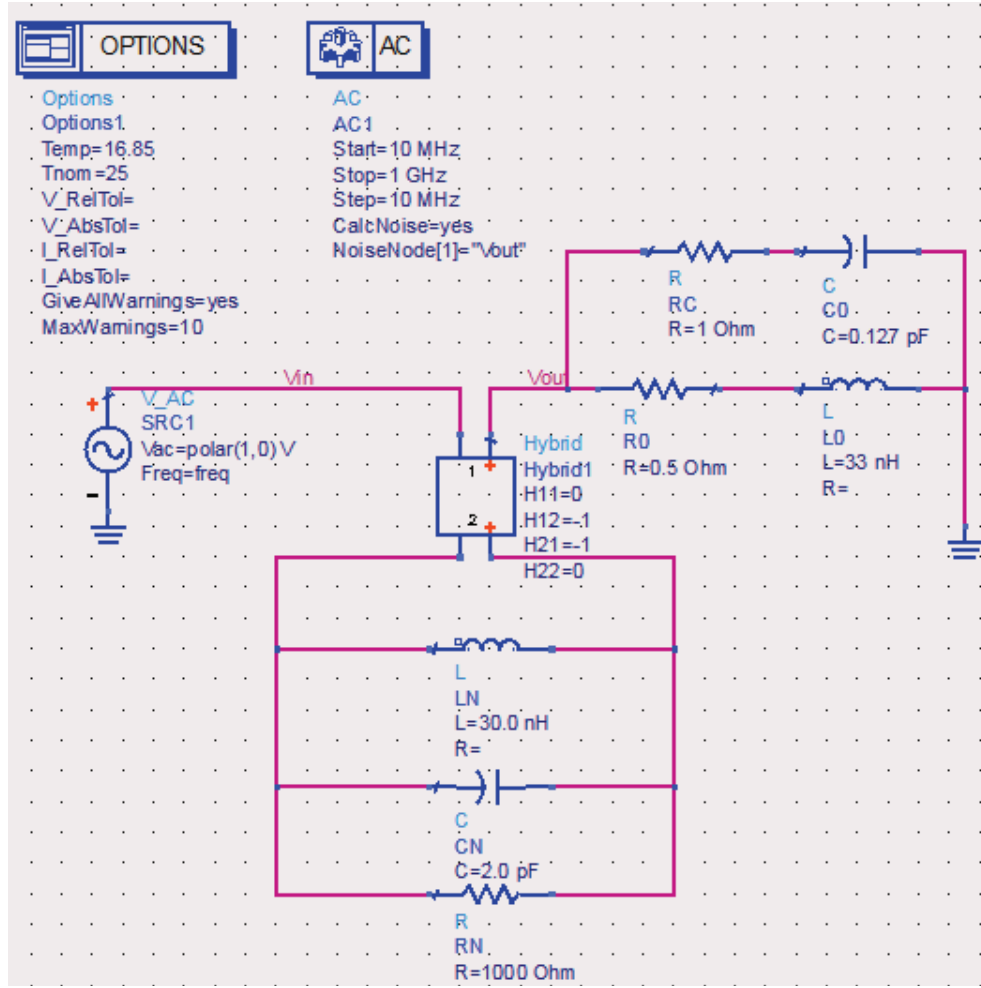 OPTIONS
AC
Options
Options1
Temp=16.85
Tnom=25
V_RelTol=
V_AbsTol=
I_RelTol=
I_AbsTol=
GiveAllWarnings=yes
MaxWarnings=10
AC
AC1
Start=10 MHz
Stop=1 GHz
Step=10 MHz
CalcNoise=yes
NoiseNode[1]="Vout"
R
RC
R=1 Ohm
C
C0
C=0.127 pF
Vin
Vout
+
V_AC
SRC1
Vac=polar(1,0) V
Freq=freq
-
1
+
2
+
Hybrid
Hybrid1
H11=0
H12=-1
H21=-1
H22=0
R
R0
R=0.5 Ohm
L
L0
L=33 nH
R=
L
LN
L=30.0 nH
R=
C
CN
C=2.0 pF
R
RN
R=1000 Ohm